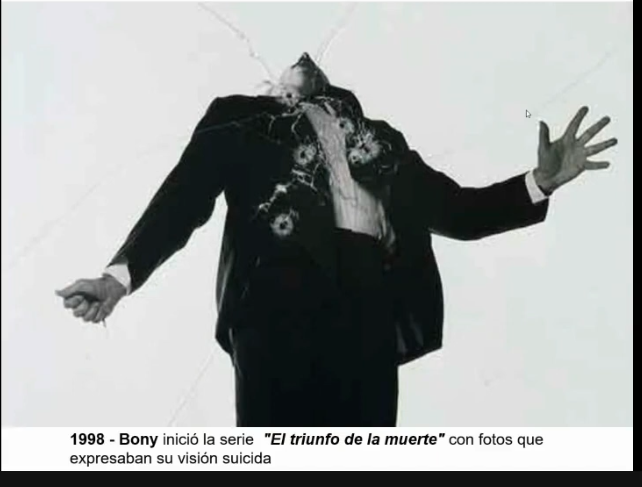 1998 - Bony inició la serie "El triunfo de la muerte" con fotos que
expresaban su visión suicida